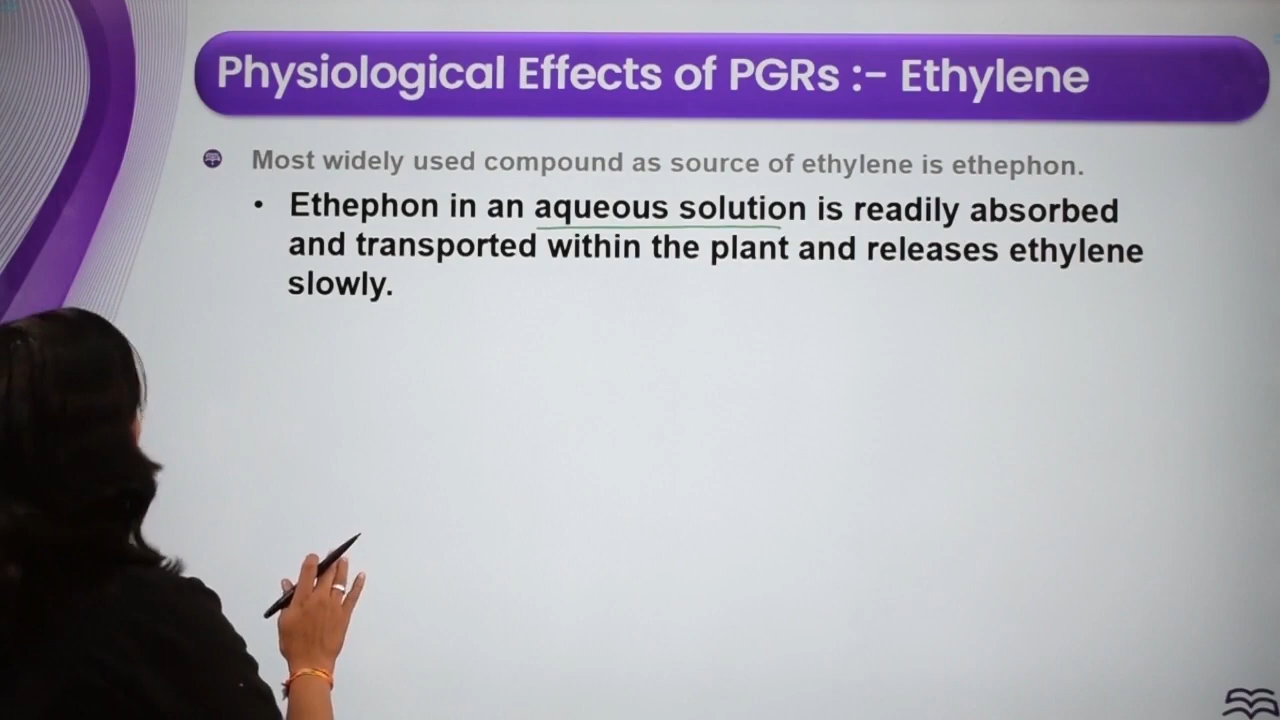 Physiological Effects of PGRs :- Ethylene
Most widely used compound as source of ethylene is ethephon.
• Ethephon in an aqueous solution is readily absorbed
and transported within the plant and releases ethylene
slowly.